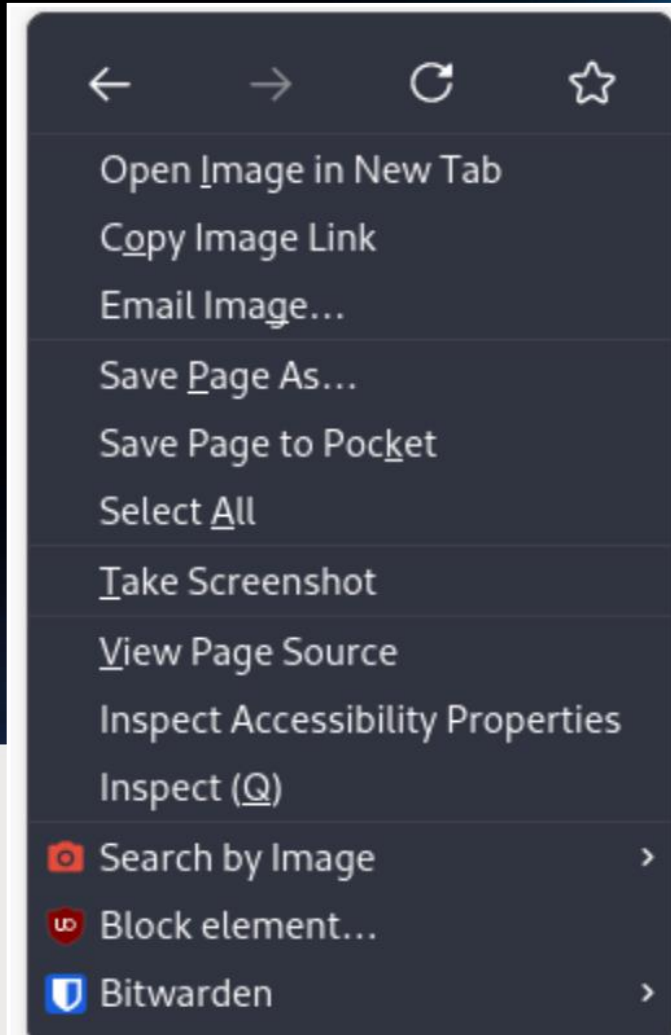 Open Image in New Tab
Copy Image Link
Email Image…
Save Page As…
Save Page to Pocket
Select All
Take Screenshot
View Page Source
Inspect Accessibility Properties
Inspect (Q)
Search by Image
Block element…
Bitwarden